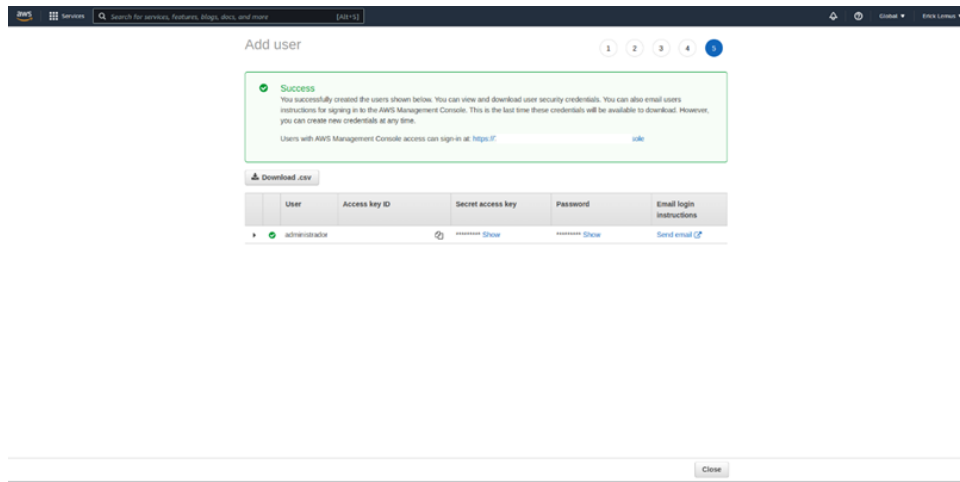 aws Services Search for services, features, blogs, docs, and more [Alt+S] Global Erick Lemus
Add user 1 2 3 4 5
Success
You successfully created the users shown below. You can view and download user security credentials. You can also email users
instructions for signing in to the AWS Management Console. This is the last time these credentials will be available to download. However,
you can create new credentials at any time.
Users with AWS Management Console access can sign-in at: https:// sole
Download .csv
User Access key ID Secret access key Password Email login
instructions
administrador ********* Show ********* Show Send email
Close